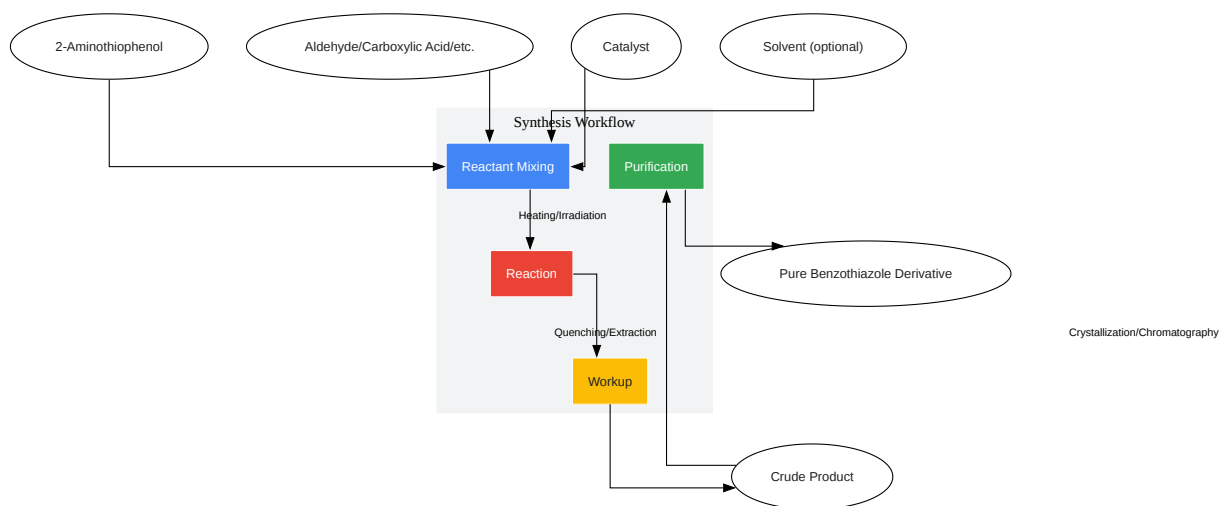 2-Aminothiophenol
Aldehyde/Carboxylic Acid/etc.
Catalyst
Solvent (optional)
Synthesis Workflow
Reactant Mixing
Purification
Heating/Irradiation
Reaction
Pure Benzothiazole Derivative
Quenching/Extraction
Crystallization/Chromatography
Workup
Crude Product